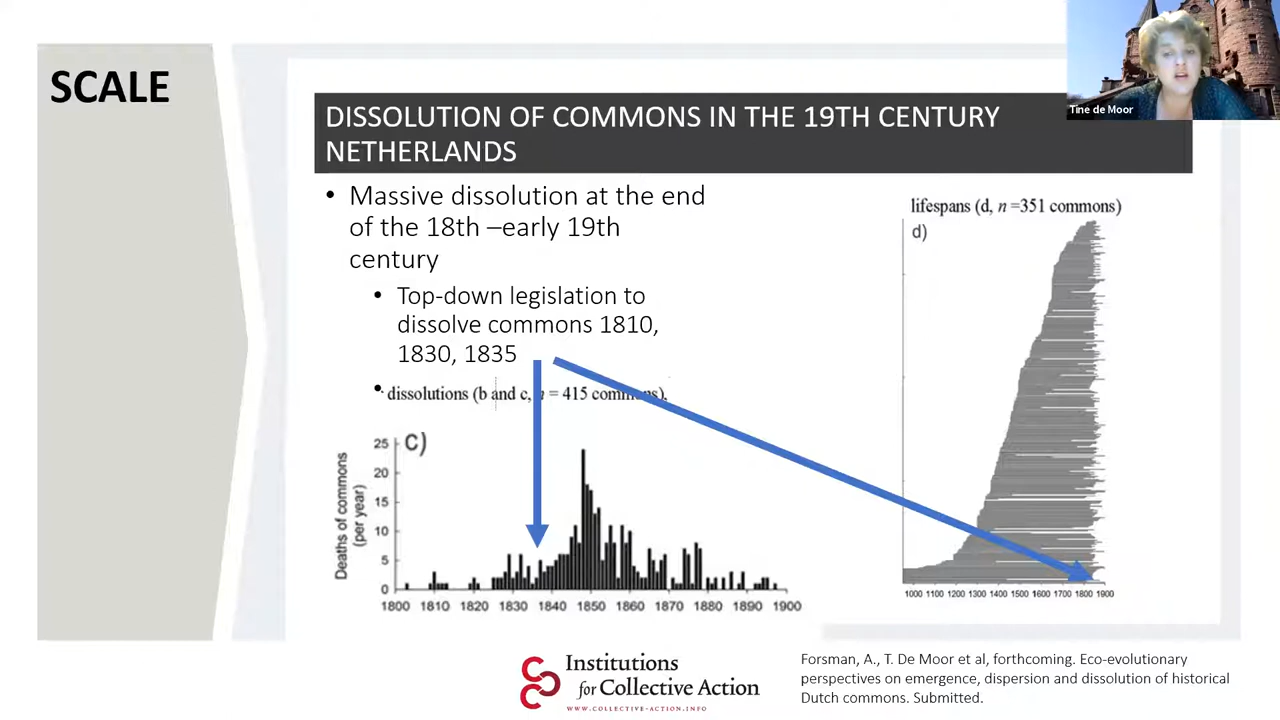 SCALE
DISSOLUTION OF COMMONS IN THE 19TH CENTURY
NETHERLANDS
Tine de Moor
• Massive dissolution at the end
of the 18th –early 19th
century
• Top-down legislation to
dissolve commons 1810,
1830, 1835
• dissolutions (b and c, n = 415 commons),
c)
Deaths of commons
(per year)
25
20
15
10
5
0
1800 1810 1820 1830 1840 1850 1860 1870 1880 1890 1900
lifespans (d, n =351 commons)
d)
1000 1100 1200 1300 1400 1500 1600 1700 1800 1900
Institutions
for Collective Action
WWW.COLLECTIVE-ACTION.INFO
Forsman, A., T. De Moor et al, forthcoming. Eco-evolutionary
perspectives on emergence, dispersion and dissolution of historical
Dutch commons. Submitted.